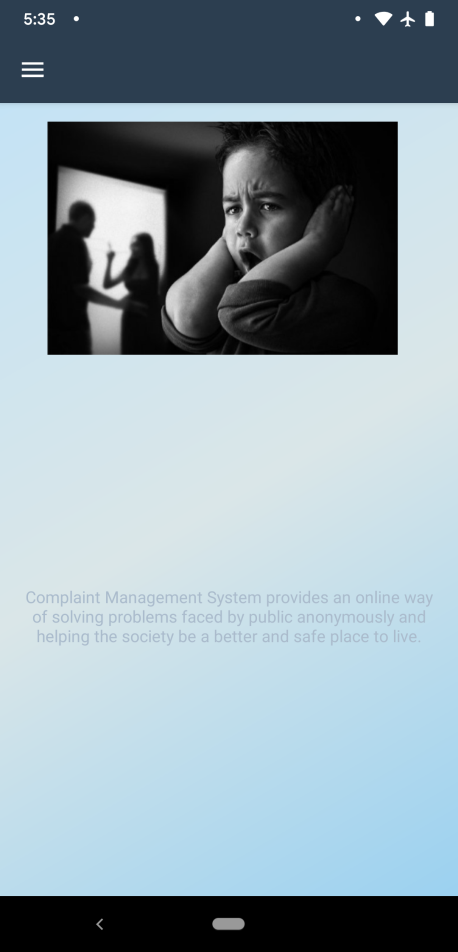 5:35
Complaint Management System provides an online way
of solving problems faced by public anonymously and
helping the society be a better and safe place to live.